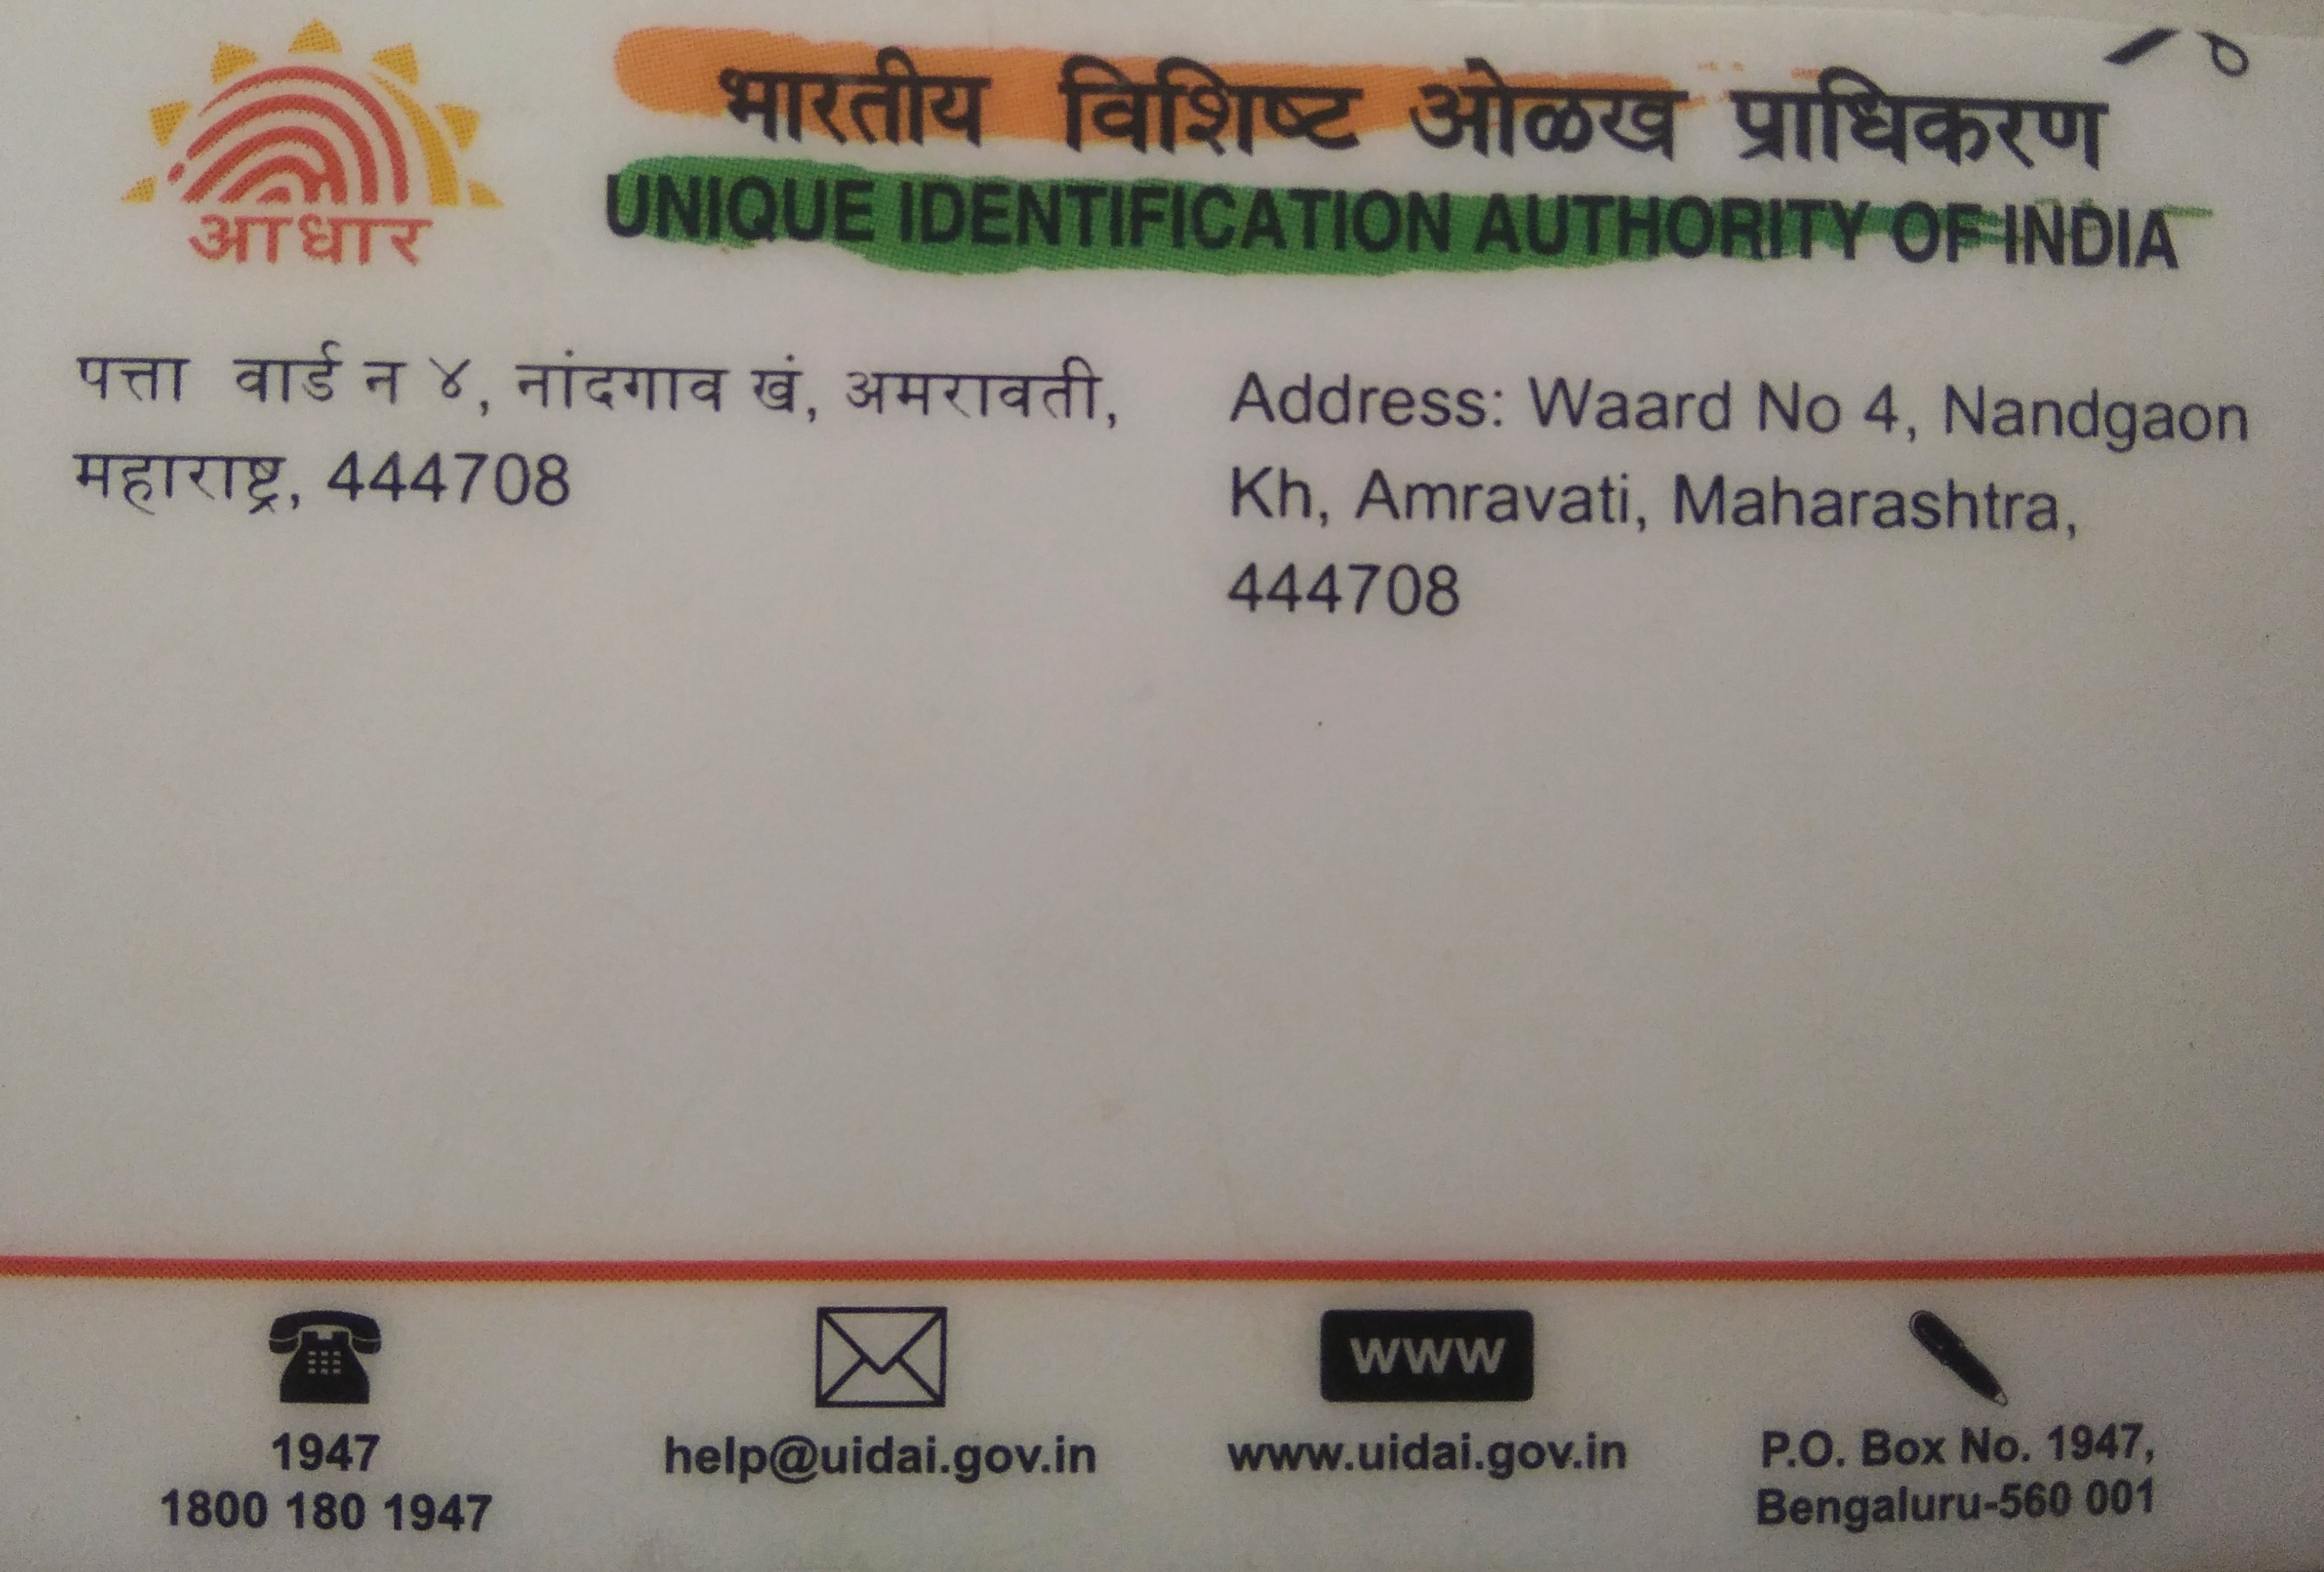 भारतीय विशिष्ट ओळख प्राधिकरण
UNIQUE IDENTIFICATION AUTHORITY OF INDIA
आधार
पत्ता वार्ड न ४, नांदगाव खं, अमरावती,
महाराष्ट्र, 444708
Address: Waard No 4, Nandgaon
Kh, Amravati, Maharashtra,
444708
1947
1800 180 1947
help@uidai.gov.in
WWW
www.uidai.gov.in
P.O. Box No. 1947,
Bengaluru-560 001